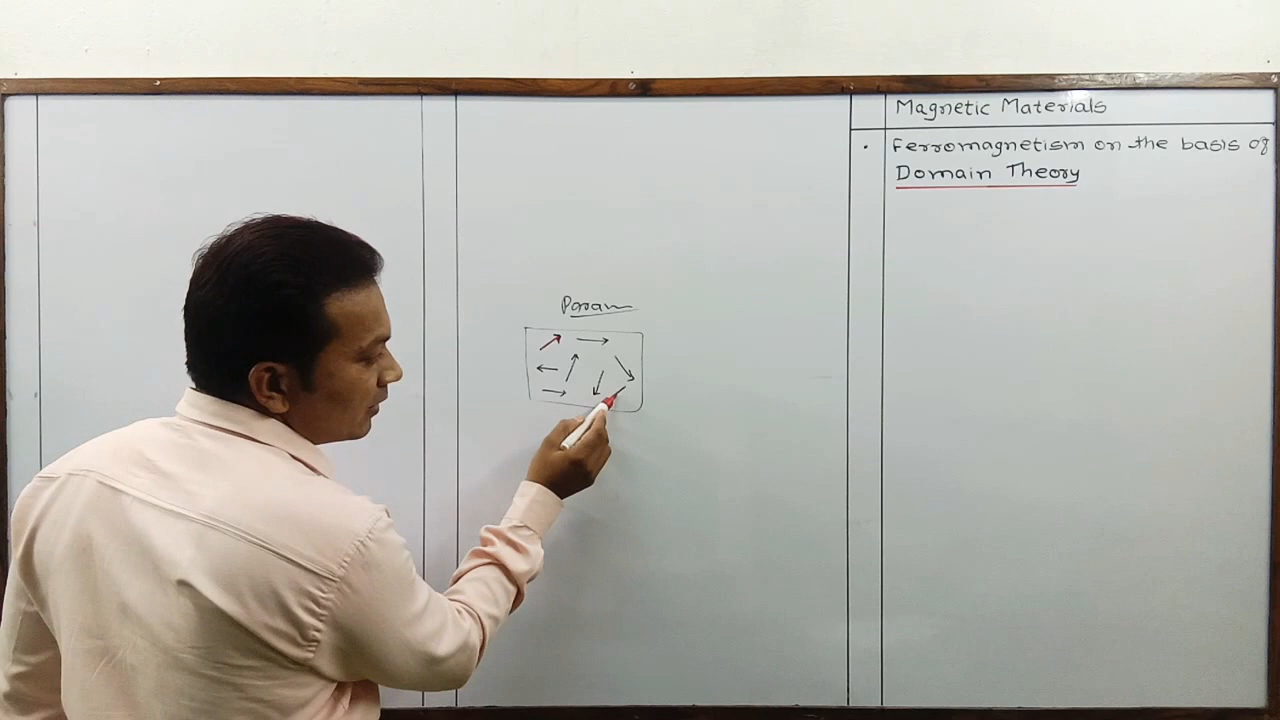 Magnetic Materials
• Ferromagnetism on the basis of
Domain Theory
Param